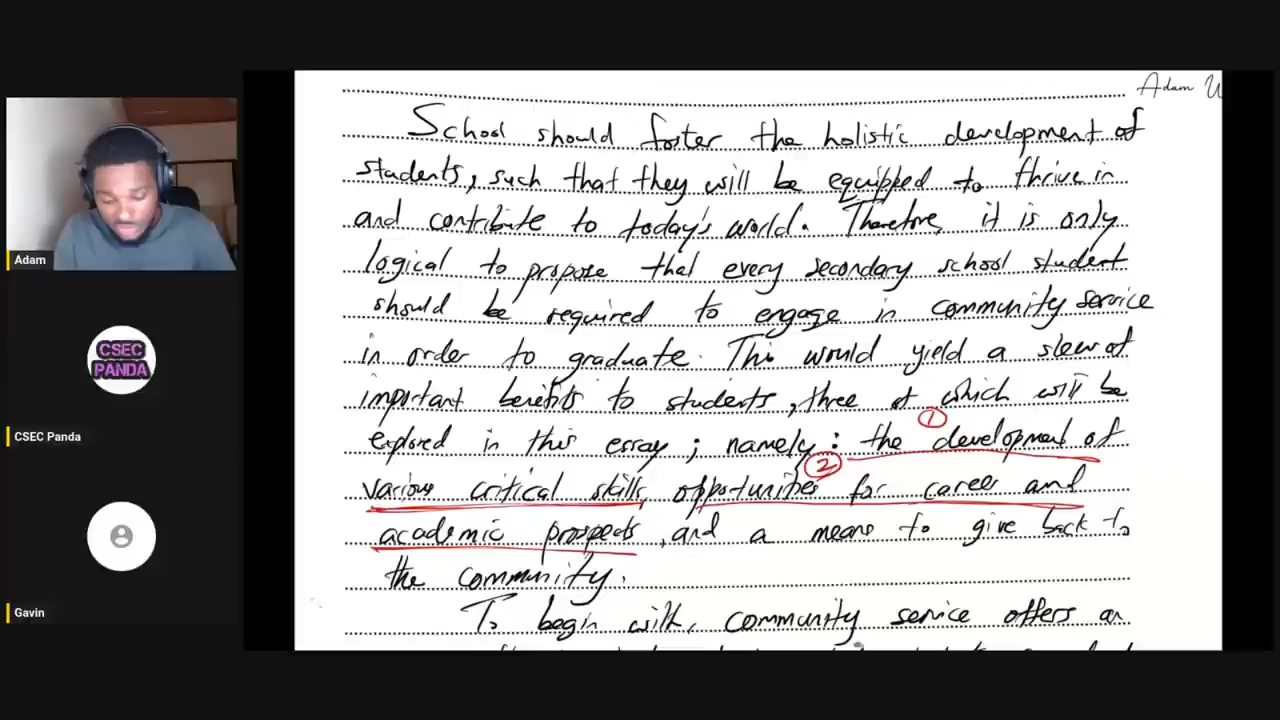 Adam W
School should foster the holistic development of
students, such that they will be equipped to thrive in
and contribute to today's world. Therefore, it is only
logical to propose that every secondary school student
should be required to engage in community service
in order to graduate. This would yield a slew of
important benefits to students, three of which will be
explored in this essay; namely: the development of
1
2
various critical skills, opportunities for career and
academic prospects, and a means to give back to
the community.
To begin with, community service offers an
Adam
CSEC
PANDA
CSEC Panda
Gavin